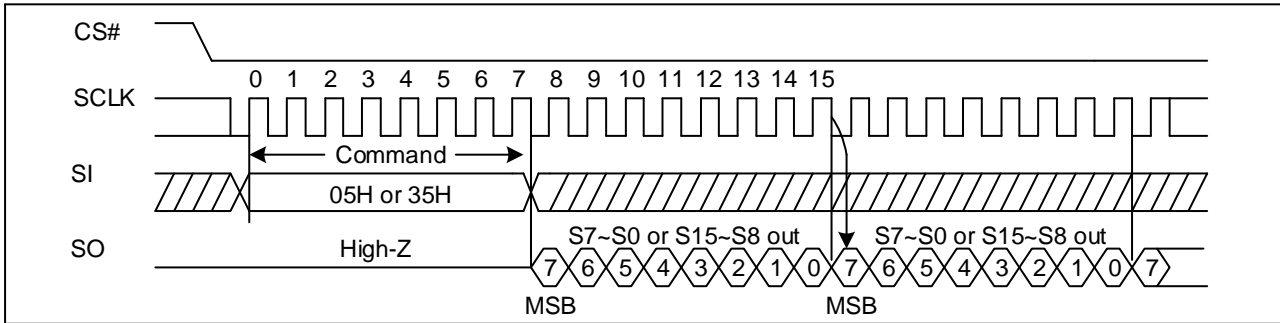 CS#
0 1 2 3 4 5 6 7 8 9 10 11 12 13 14 15
SCLK
Command
SI
05H or 35H
S7~S0 or S15~S8 out S7~S0 or S15~S8 out
SO High-Z
7 6 5 4 3 2 1 0 7 6 5 4 3 2 1 0 7
MSB MSB